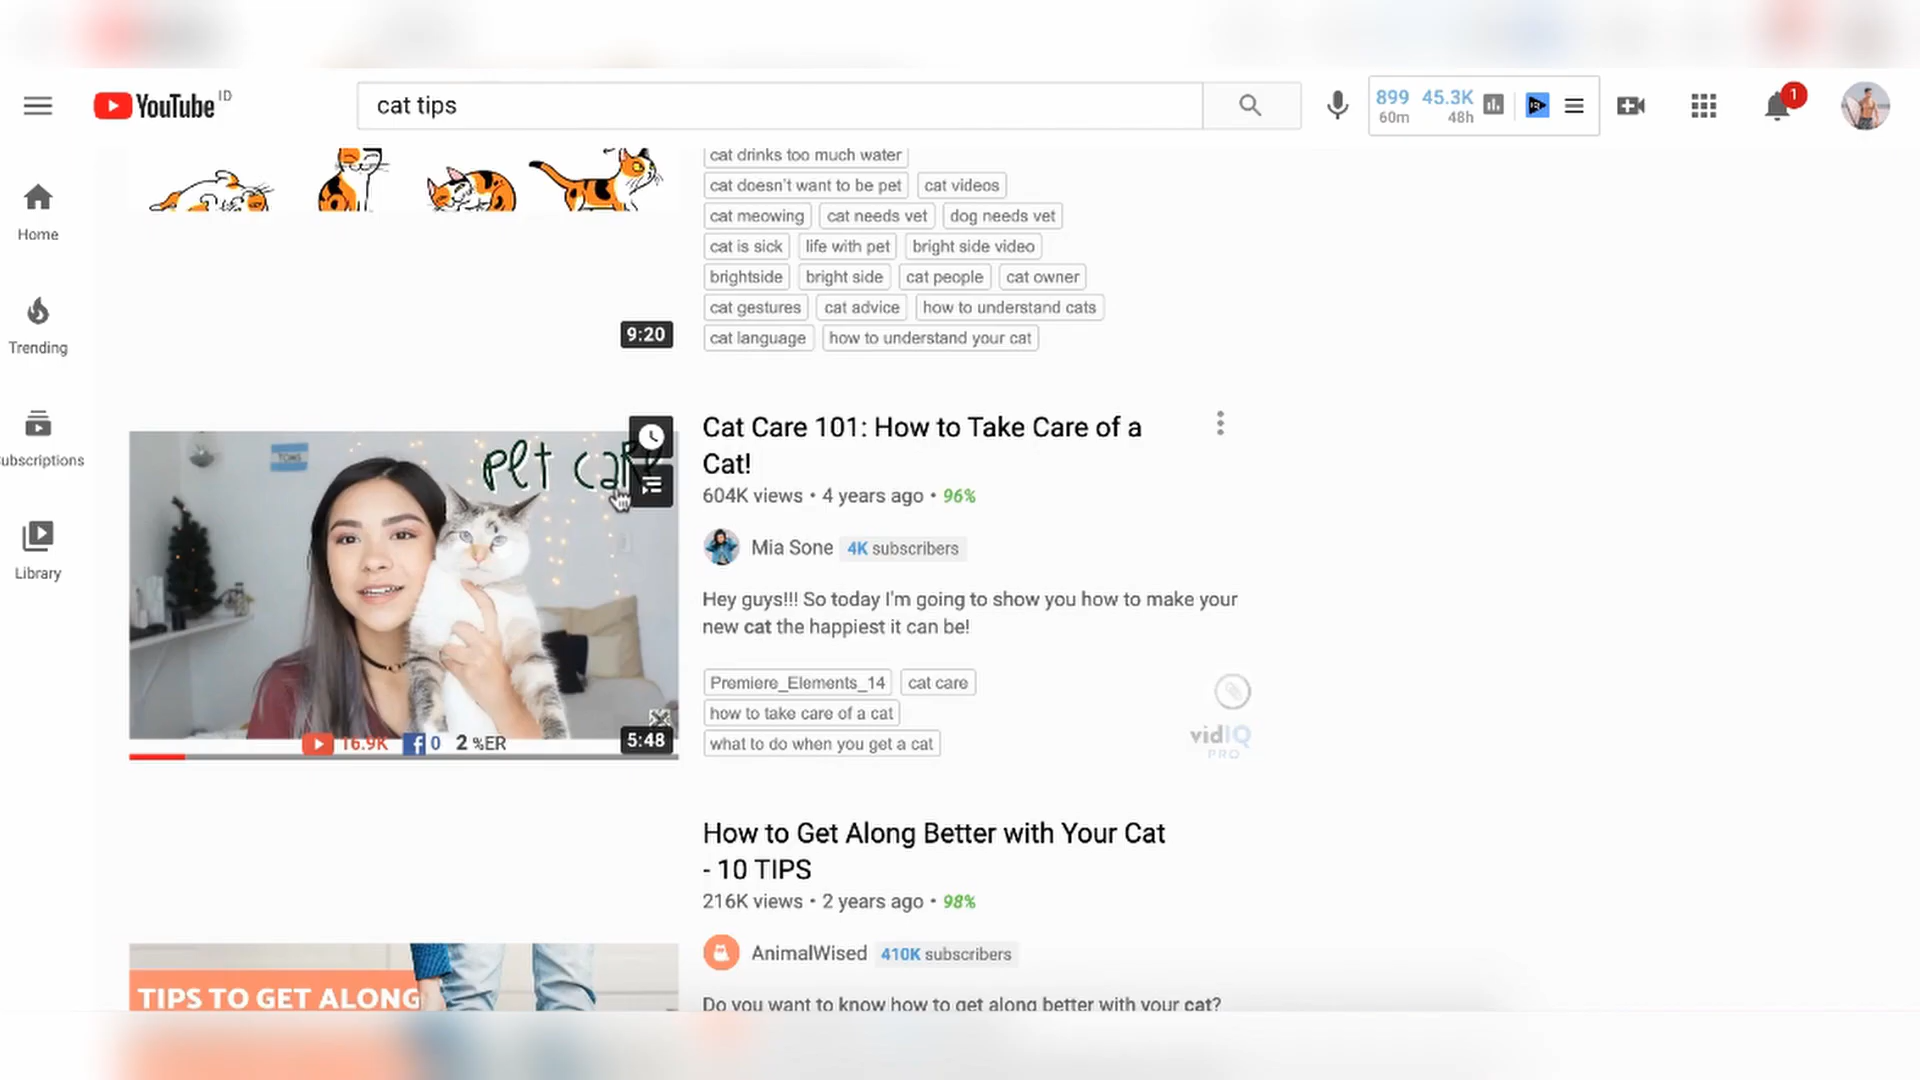 YouTube ID
cat tips
899 45.3K
60m 48h
1
Home
Trending
ubscriptions
Library
cat drinks too much water
cat doesn't want to be pet cat videos
cat meowing cat needs vet dog needs vet
cat is sick life with pet bright side video
brightside bright side cat people cat owner
cat gestures cat advice how to understand cats
cat language how to understand your cat
9:20
pet care
TOMS
16.9K 0 2 %ER
5:48
Cat Care 101: How to Take Care of a
Cat!
604K views • 4 years ago • 96%
Mia Sone 4K subscribers
Hey guys!!! So today I'm going to show you how to make your
new cat the happiest it can be!
Premiere_Elements_14 cat care
how to take care of a cat
what to do when you get a cat
vidIQ
PRO
How to Get Along Better with Your Cat
- 10 TIPS
216K views • 2 years ago • 98%
AnimalWised 410K subscribers
Do you want to know how to get along better with your cat?
TIPS TO GET ALONG